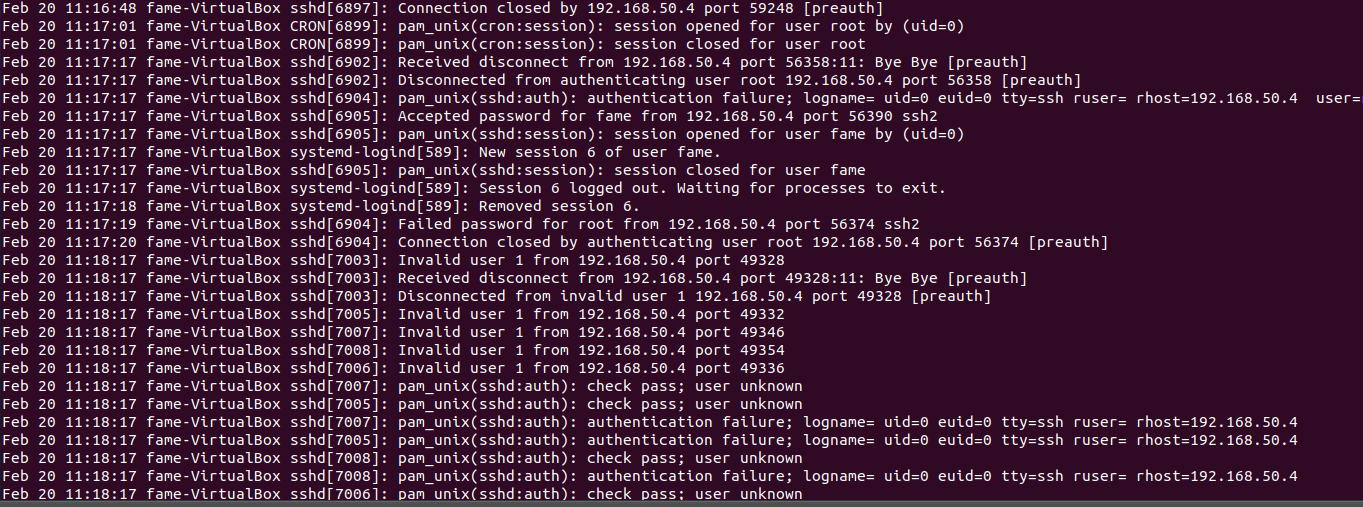 Feb 20 11:16:48 fame-VirtualBox sshd[6897]: Connection closed by 192.168.50.4 port 59248 [preauth]
Feb 20 11:17:01 fame-VirtualBox CRON[6899]: pam_unix(cron:session): session opened for user root by (uid=0)
Feb 20 11:17:01 fame-VirtualBox CRON[6899]: pam_unix(cron:session): session closed for user root
Feb 20 11:17:17 fame-VirtualBox sshd[6902]: Received disconnect from 192.168.50.4 port 56358:11: Bye Bye [preauth]
Feb 20 11:17:17 fame-VirtualBox sshd[6902]: Disconnected from authenticating user root 192.168.50.4 port 56358 [preauth]
Feb 20 11:17:17 fame-VirtualBox sshd[6904]: pam_unix(sshd:auth): authentication failure; logname= uid=0 euid=0 tty=ssh ruser= rhost=192.168.50.4  user=
Feb 20 11:17:17 fame-VirtualBox sshd[6905]: Accepted password for fame from 192.168.50.4 port 56390 ssh2
Feb 20 11:17:17 fame-VirtualBox sshd[6905]: pam_unix(sshd:session): session opened for user fame by (uid=0)
Feb 20 11:17:17 fame-VirtualBox systemd-logind[589]: New session 6 of user fame.
Feb 20 11:17:17 fame-VirtualBox sshd[6905]: pam_unix(sshd:session): session closed for user fame
Feb 20 11:17:17 fame-VirtualBox systemd-logind[589]: Session 6 logged out. Waiting for processes to exit.
Feb 20 11:17:18 fame-VirtualBox systemd-logind[589]: Removed session 6.
Feb 20 11:17:19 fame-VirtualBox sshd[6904]: Failed password for root from 192.168.50.4 port 56374 ssh2
Feb 20 11:17:20 fame-VirtualBox sshd[6904]: Connection closed by authenticating user root 192.168.50.4 port 56374 [preauth]
Feb 20 11:18:17 fame-VirtualBox sshd[7003]: Invalid user 1 from 192.168.50.4 port 49328
Feb 20 11:18:17 fame-VirtualBox sshd[7003]: Received disconnect from 192.168.50.4 port 49328:11: Bye Bye [preauth]
Feb 20 11:18:17 fame-VirtualBox sshd[7003]: Disconnected from invalid user 1 192.168.50.4 port 49328 [preauth]
Feb 20 11:18:17 fame-VirtualBox sshd[7005]: Invalid user 1 from 192.168.50.4 port 49332
Feb 20 11:18:17 fame-VirtualBox sshd[7007]: Invalid user 1 from 192.168.50.4 port 49346
Feb 20 11:18:17 fame-VirtualBox sshd[7008]: Invalid user 1 from 192.168.50.4 port 49354
Feb 20 11:18:17 fame-VirtualBox sshd[7006]: Invalid user 1 from 192.168.50.4 port 49336
Feb 20 11:18:17 fame-VirtualBox sshd[7007]: pam_unix(sshd:auth): check pass; user unknown
Feb 20 11:18:17 fame-VirtualBox sshd[7005]: pam_unix(sshd:auth): check pass; user unknown
Feb 20 11:18:17 fame-VirtualBox sshd[7007]: pam_unix(sshd:auth): authentication failure; logname= uid=0 euid=0 tty=ssh ruser= rhost=192.168.50.4
Feb 20 11:18:17 fame-VirtualBox sshd[7005]: pam_unix(sshd:auth): authentication failure; logname= uid=0 euid=0 tty=ssh ruser= rhost=192.168.50.4
Feb 20 11:18:17 fame-VirtualBox sshd[7008]: pam_unix(sshd:auth): check pass; user unknown
Feb 20 11:18:17 fame-VirtualBox sshd[7008]: pam_unix(sshd:auth): authentication failure; logname= uid=0 euid=0 tty=ssh ruser= rhost=192.168.50.4
Feb 20 11:18:17 fame-VirtualBox sshd[7006]: pam_unix(sshd:auth): check pass; user unknown